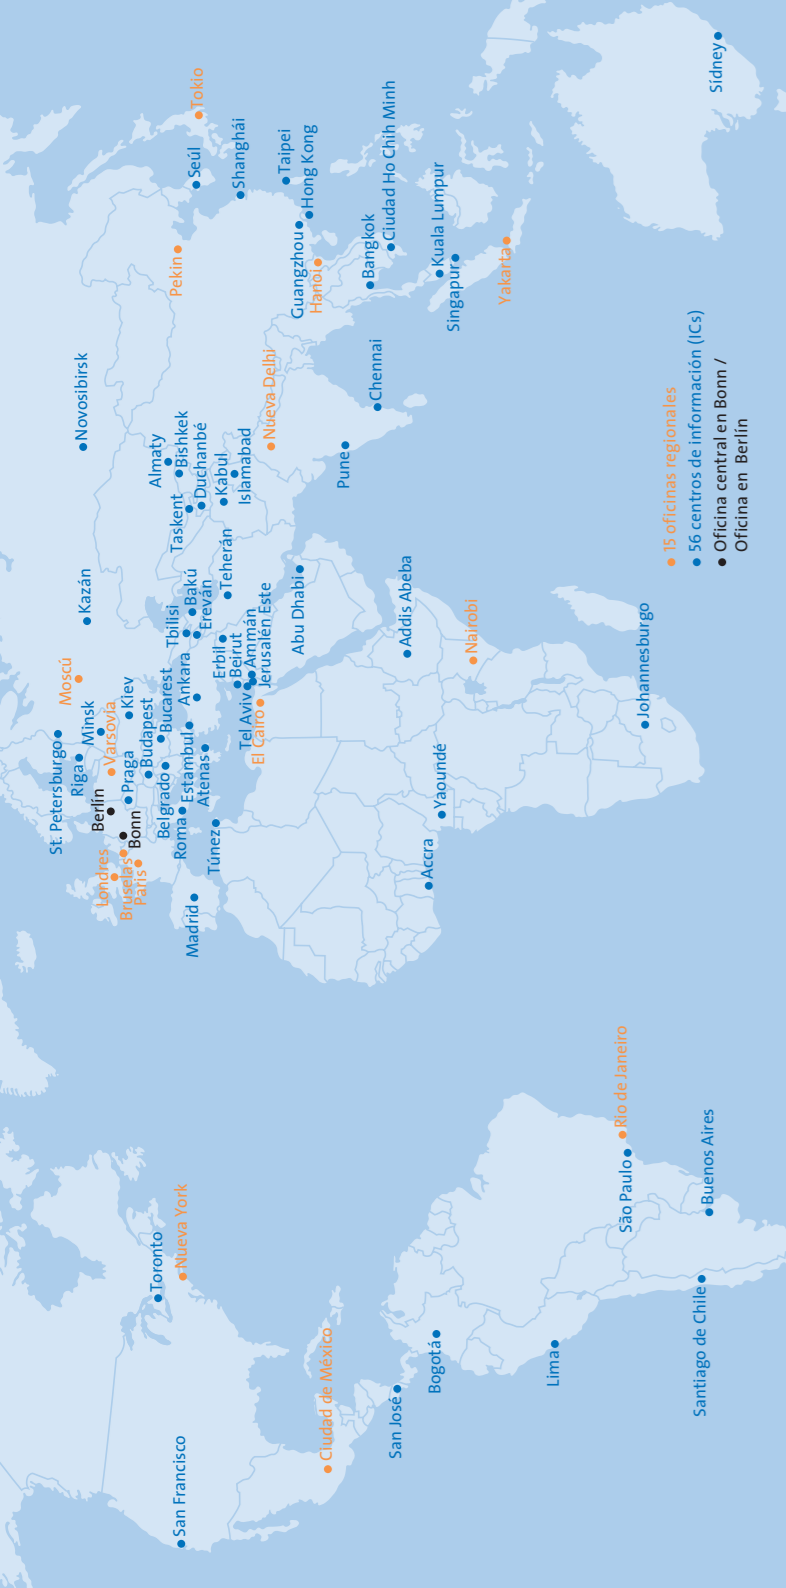 San Francisco
Toronto
Nueva York
Ciudad de México
San José
Bogotá
Lima
Santiago de Chile
Buenos Aires
São Paulo
Rio de Janeiro
St. Petersburgo
Riga
Minsk
Moscú
Kazán
Novosibirsk
Londres
Bruselas
París
Berlín
Bonn
Varsovia
Praga
Kiev
Budapest
Bucarest
Belgrado
Roma
Estambul
Ankara
Atenas
Túnez
Madrid
Tbilisi
Bakú
Ereván
Erbil
Beirut
Ammán
Jerusalén Este
Tel Aviv
El Cairo
Teherán
Abu Dhabi
Almaty
Bishkek
Taskent
Duchanbé
Kabul
Islamabad
Nueva Delhi
Pune
Chennai
Pekin
Seúl
Tokio
Shanghái
Taipei
Hong Kong
Guangzhou
Hanoi
Bangkok
Ciudad Ho Chih Minh
Kuala Lumpur
Singapur
Yakarta
Sídney
Accra
Yaoundé
Addis Abeba
Nairobi
Johannesburgo
15 oficinas regionales
56 centros de información (ICs)
Oficina central en Bonn /
Oficina en Berlín